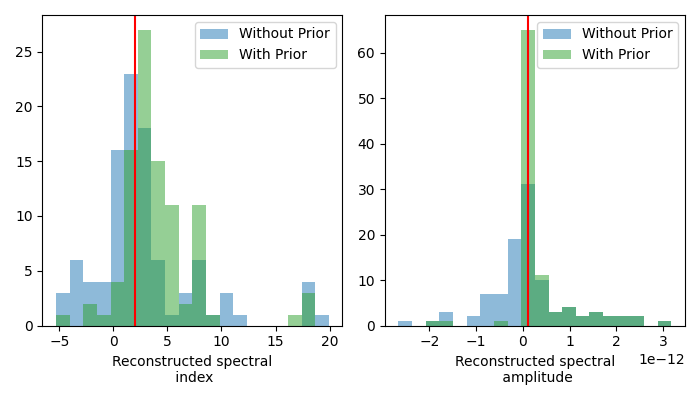 Without Prior
With Prior
25
20
15
10
5
0
−5
0
5
10
15
20
Reconstructed spectral
index
Without Prior
With Prior
60
50
40
30
20
10
0
−2
−1
0
1
2
3
1e−12
Reconstructed spectral
amplitude